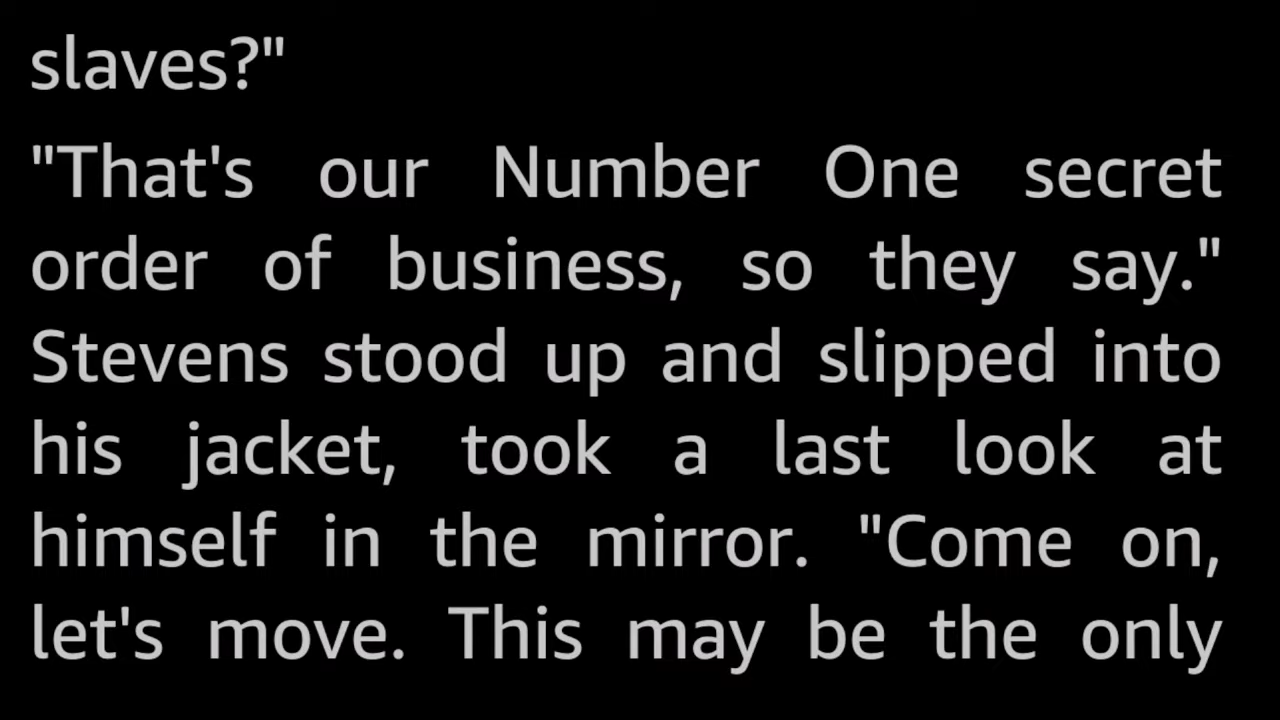 slaves?"
"That's our Number One secret
order of business, so they say."
Stevens stood up and slipped into
his jacket, took a last look at
himself in the mirror. "Come on,
let's move. This may be the only